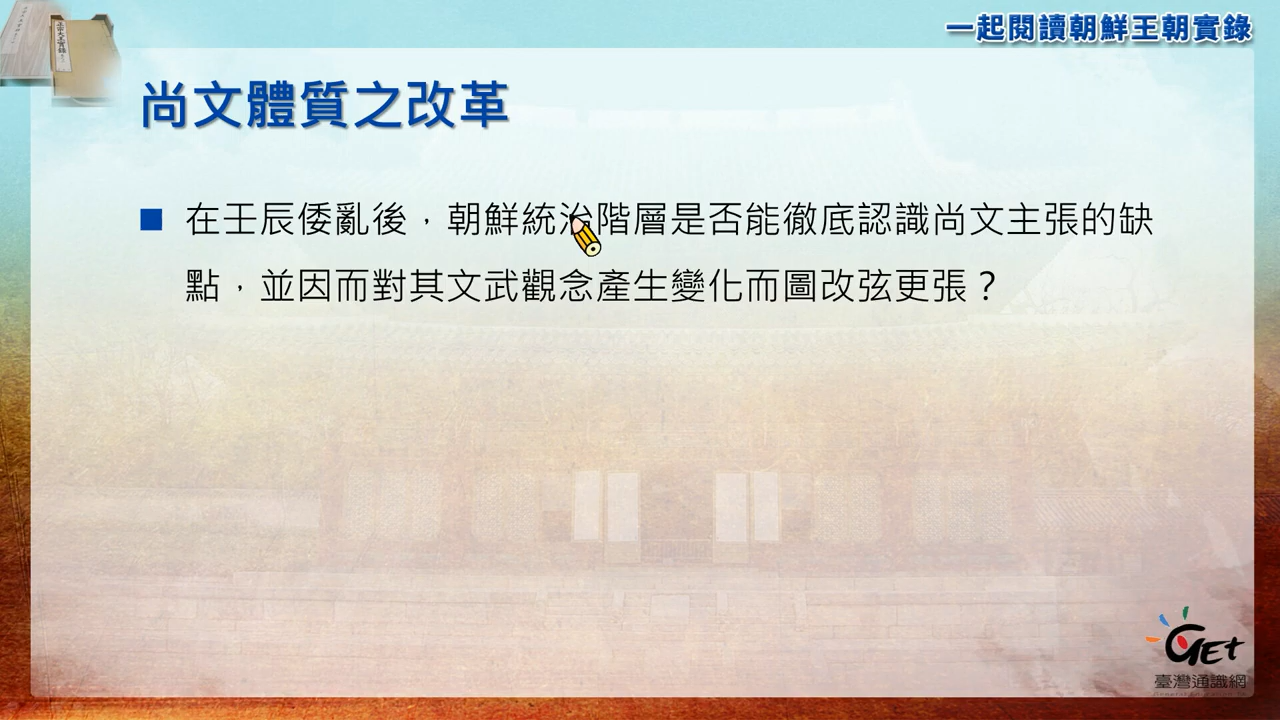 一起閱讀朝鮮王朝實錄
尚文體質之改革
在壬辰倭亂後，朝鮮統治階層是否能徹底認識尚文主張的缺
點，並因而對其文武觀念產生變化而圖改弦更張？
GET
臺灣通識網